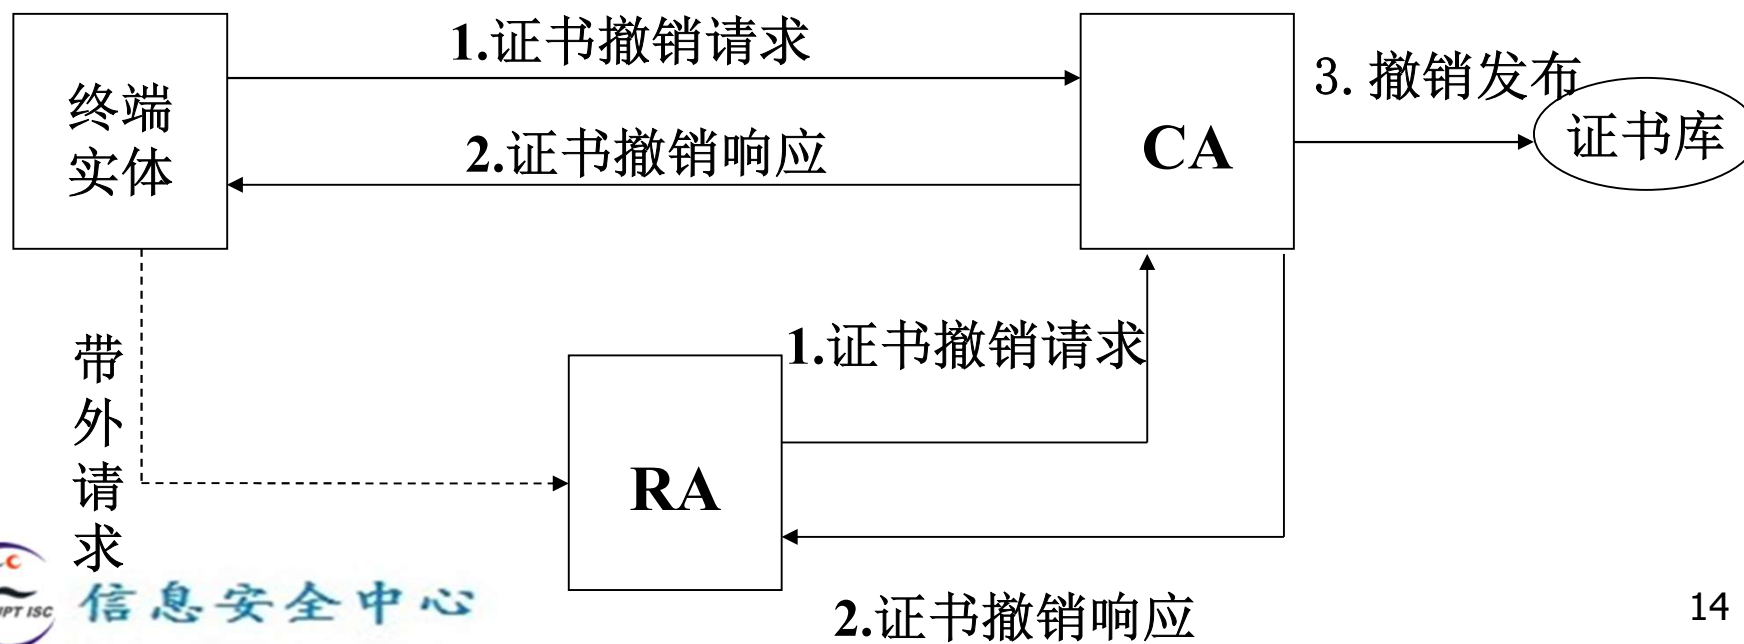 1.证书撤销请求
终端
实体
2.证书撤销响应
CA
3.撤销发布
证书库
带
外
请
求
1.证书撤销请求
RA
2.证书撤销响应
信息安全中心
14